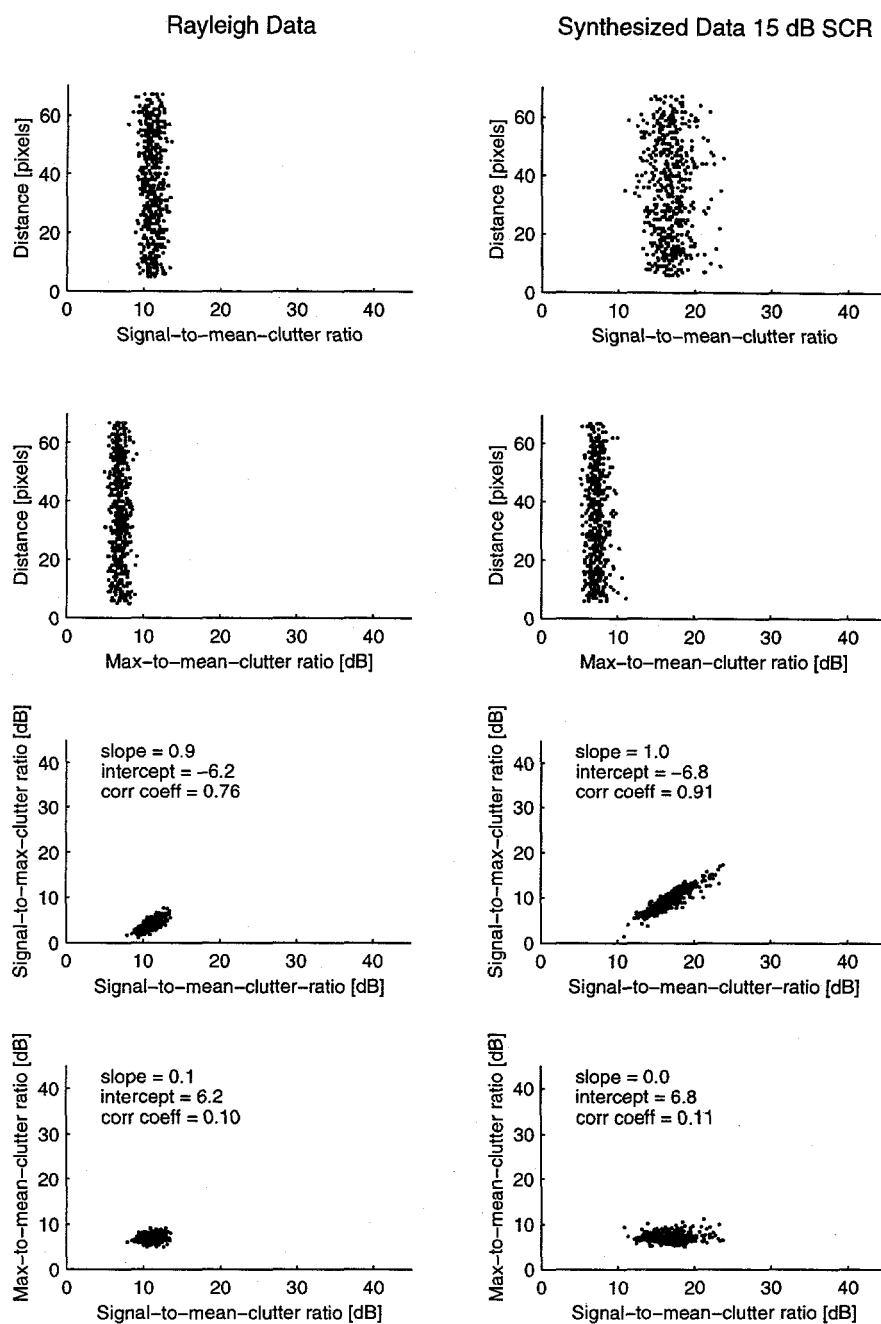 Rayleigh Data
Synthesized Data 15 dB SCR
Distance [pixels]
60
40
20
0
0 10 20 30 40
Signal-to-mean-clutter ratio
Distance [pixels]
60
40
20
0
0 10 20 30 40
Signal-to-mean-clutter ratio
Distance [pixels]
60
40
20
0
0 10 20 30 40
Max-to-mean-clutter ratio [dB]
Distance [pixels]
60
40
20
0
0 10 20 30 40
Max-to-mean-clutter ratio [dB]
Signal-to-max-clutter ratio [dB]
40
30
20
10
0
slope = 0.9
intercept = -6.2
corr coeff = 0.76
0 10 20 30 40
Signal-to-mean-clutter-ratio [dB]
Signal-to-max-clutter ratio [dB]
40
30
20
10
0
slope = 1.0
intercept = -6.8
corr coeff = 0.91
0 10 20 30 40
Signal-to-mean-clutter-ratio [dB]
Max-to-mean-clutter ratio [dB]
40
30
20
10
0
slope = 0.1
intercept = 6.2
corr coeff = 0.10
0 10 20 30 40
Signal-to-mean-clutter ratio [dB]
Max-to-mean-clutter ratio [dB]
40
30
20
10
0
slope = 0.0
intercept = 6.8
corr coeff = 0.11
0 10 20 30 40
Signal-to-mean-clutter ratio [dB]